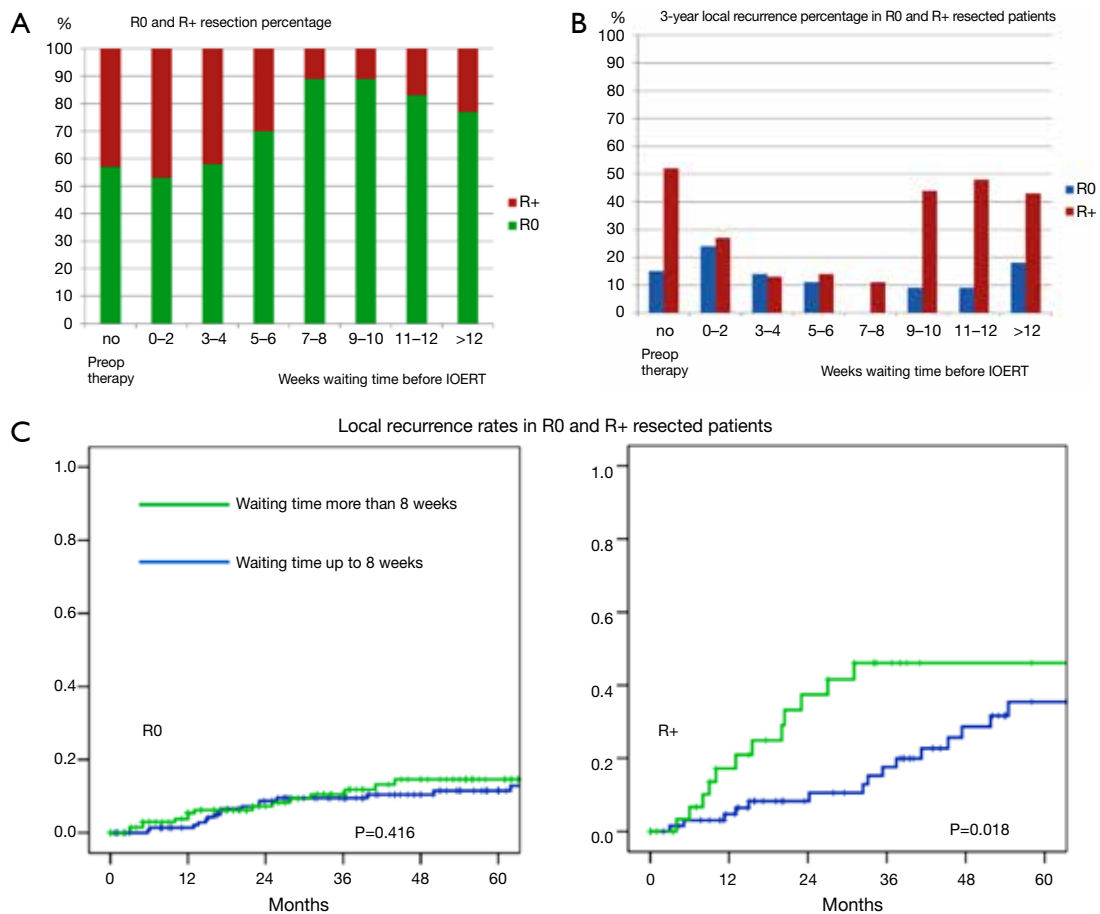 A
R0 and R+ resection percentage
%
100
90
80
70
60
50
40
30
20
10
0
no 0–2 3–4 5–6 7–8 9–10 11–12 >12
Preop
therapy
Weeks waiting time before IOERT
R+
R0
B
3-year local recurrence percentage in R0 and R+ resected patients
%
100
90
80
70
60
50
40
30
20
10
0
no 0–2 3–4 5–6 7–8 9–10 11–12 >12
Preop
therapy
Weeks waiting time before IOERT
R0
R+
C
Local recurrence rates in R0 and R+ resected patients
1.0
0.8
0.6
0.4
0.2
0.0
Waiting time more than 8 weeks
Waiting time up to 8 weeks
R0
P=0.416
0 12 24 36 48 60
Months
1.0
0.8
0.6
0.4
0.2
0.0
R+
P=0.018
0 12 24 36 48 60
Months